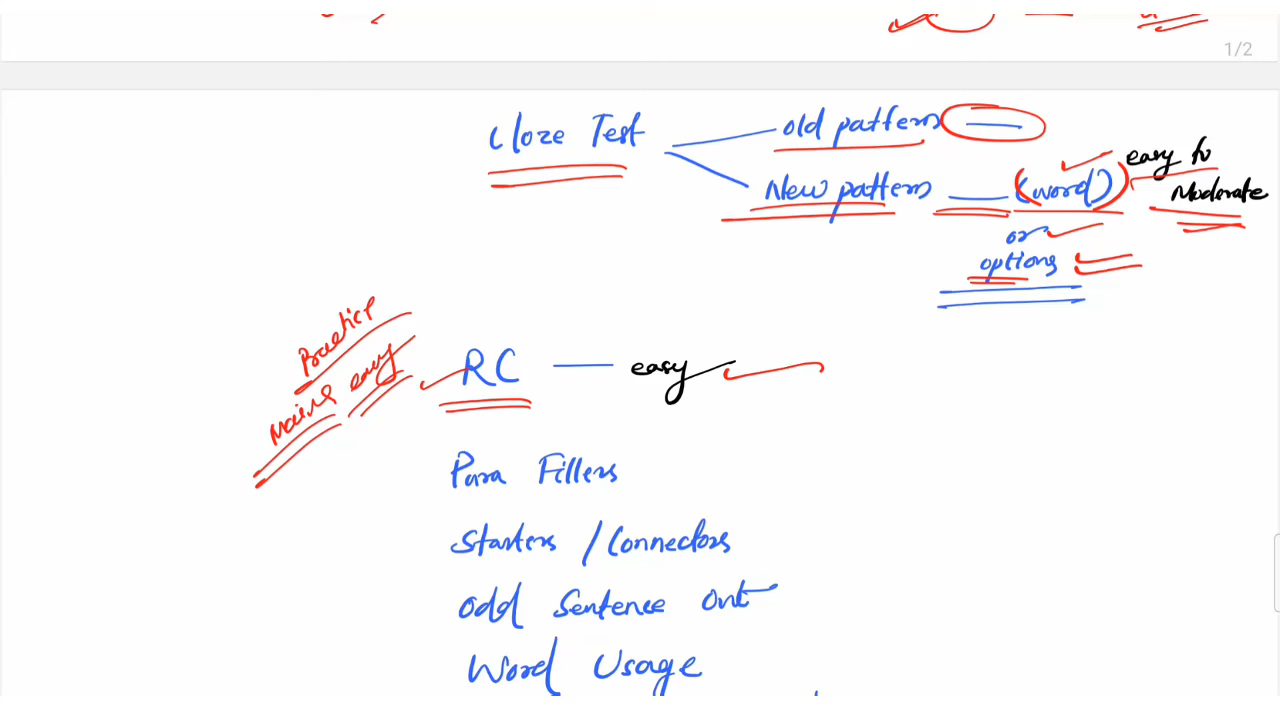 1/2
Cloze Test
old pattern
New pattern (word)
easy to
Moderate
or
options
Practice
Mains easy
RC — easy
Para Fillers
Starters / Connectors
Odd Sentence Out
Word Usage